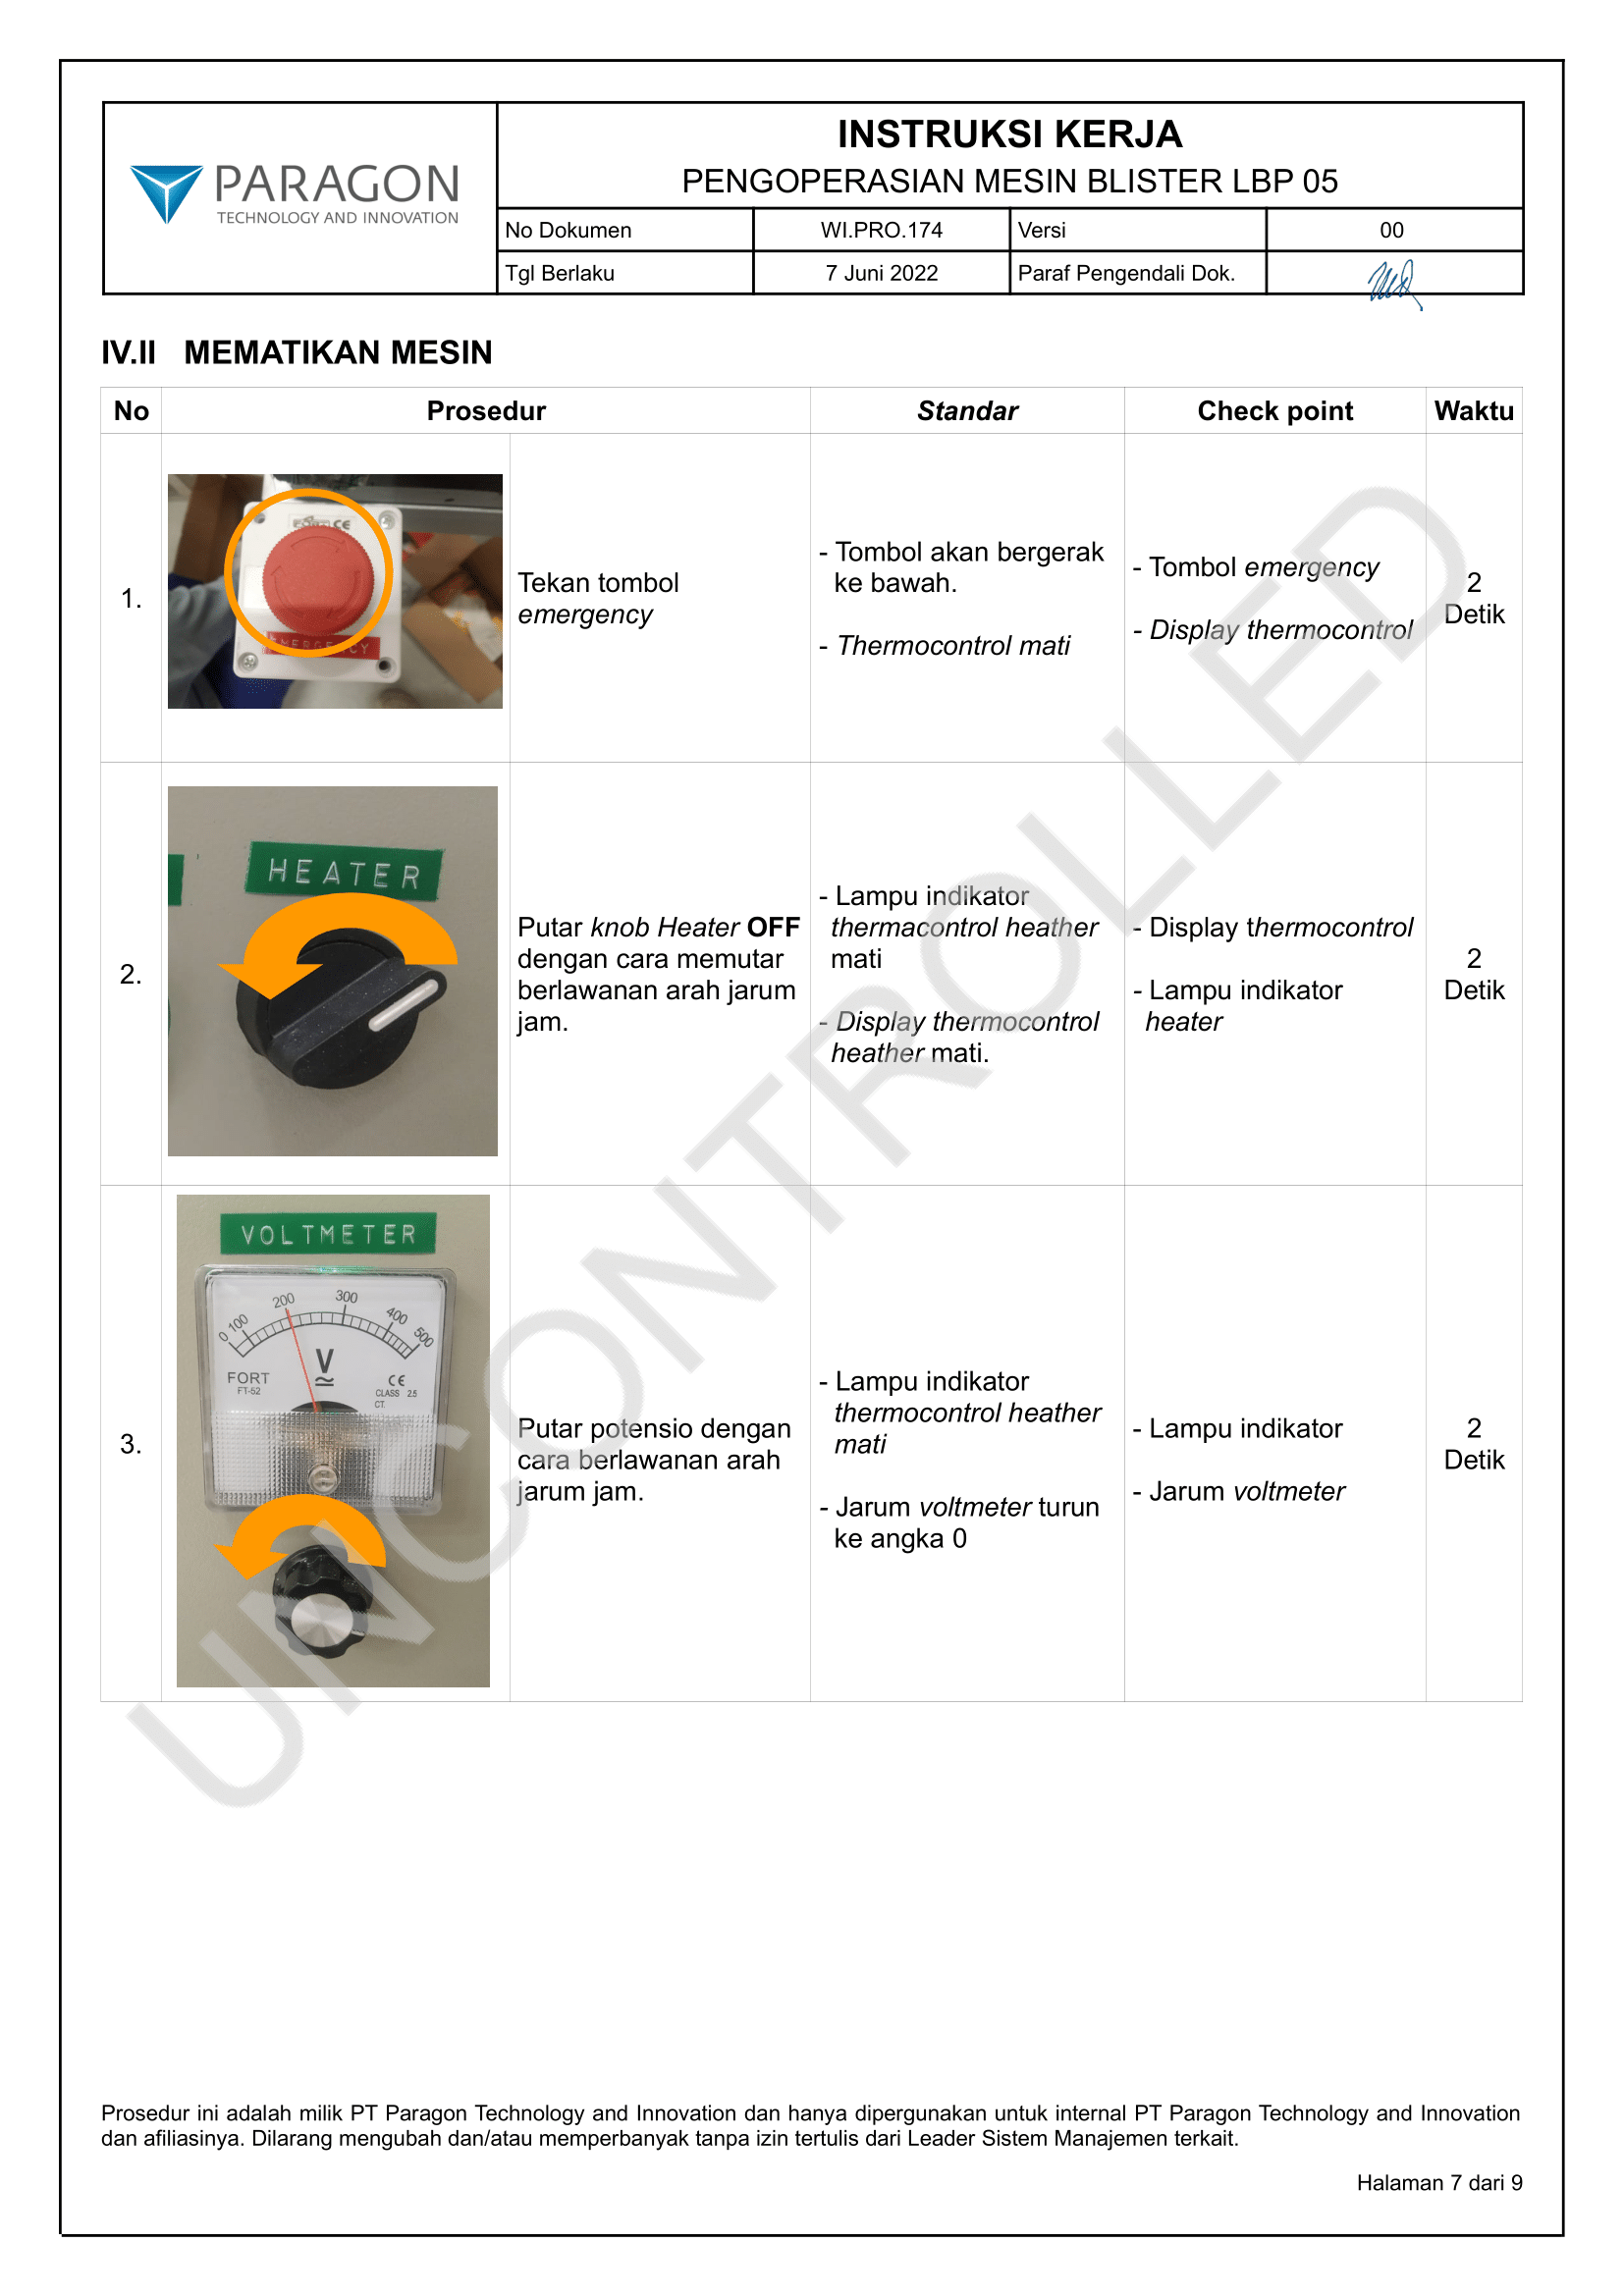 PARAGON
TECHNOLOGY AND INNOVATION
INSTRUKSI KERJA
PENGOPERASIAN MESIN BLISTER LBP 05
No Dokumen WI.PRO.174 Versi 00
Tgl Berlaku 7 Juni 2022 Paraf Pengendali Dok.
IV.II MEMATIKAN MESIN
No Prosedur Standar Check point Waktu
1.
CE
EMERGENCY
Tekan tombol
emergency
- Tombol akan bergerak
ke bawah.
- Thermocontrol mati
- Tombol emergency
- Display thermocontrol
2
Detik
2.
HEATER
Putar knob Heater OFF
dengan cara memutar
berlawanan arah jarum
jam.
- Lampu indikator
thermacontrol heather
mati
- Display thermocontrol
heather mati.
- Display thermocontrol
- Lampu indikator
heater
2
Detik
3.
VOLTMETER
0 100 200 300 400 500
V
FORT
FT-52
CE
CLASS 2.5
CT.
Putar potensio dengan
cara berlawanan arah
jarum jam.
- Lampu indikator
thermocontrol heather
mati
- Jarum voltmeter turun
ke angka 0
- Lampu indikator
- Jarum voltmeter
2
Detik
UNCONTROLLED
Prosedur ini adalah milik PT Paragon Technology and Innovation dan hanya dipergunakan untuk internal PT Paragon Technology and Innovation
dan afiliasinya. Dilarang mengubah dan/atau memperbanyak tanpa izin tertulis dari Leader Sistem Manajemen terkait.
Halaman 7 dari 9